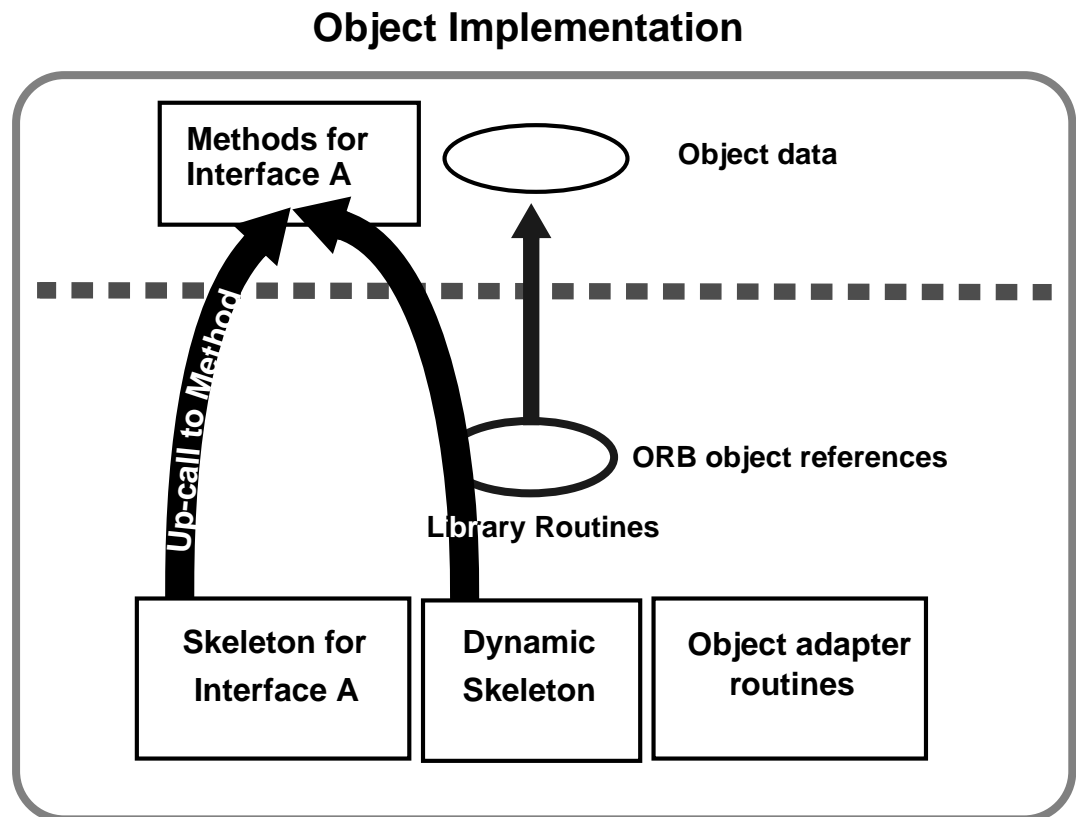 Object Implementation
Methods for
Interface A
Object data
Up-call to Method
ORB object references
Library Routines
Skeleton for
Interface A
Dynamic
Skeleton
Object adapter
routines